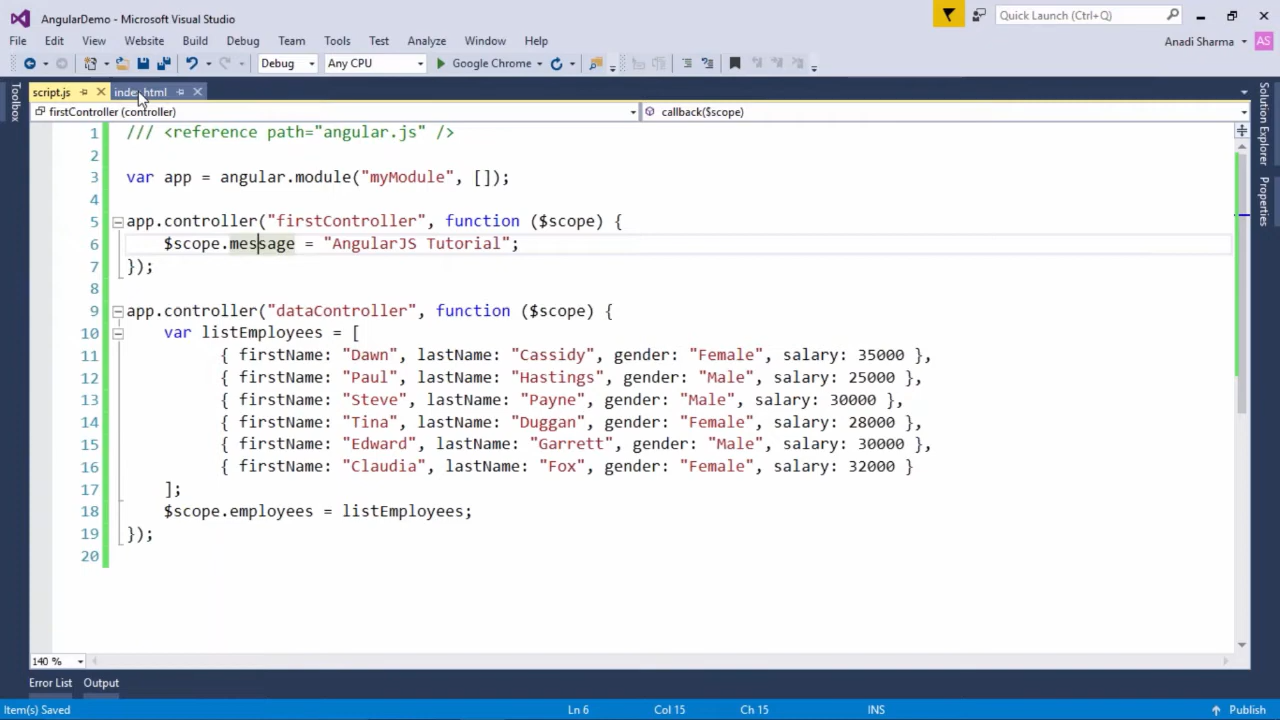 AngularDemo - Microsoft Visual Studio
Quick Launch (Ctrl+Q)
File Edit View Website Build Debug Team Tools Test Analyze Window Help
Anadi Sharma AS
Debug Any CPU Google Chrome
script.js index.html
firstController (controller) callback($scope)
Toolbox
Solution Explorer
Properties
1 /// <reference path="angular.js" />
2
3 var app = angular.module("myModule", []);
4
5 app.controller("firstController", function ($scope) {
6 $scope.message = "AngularJS Tutorial";
7 });
8
9 app.controller("dataController", function ($scope) {
10 var listEmployees = [
11 { firstName: "Dawn", lastName: "Cassidy", gender: "Female", salary: 35000 },
12 { firstName: "Paul", lastName: "Hastings", gender: "Male", salary: 25000 },
13 { firstName: "Steve", lastName: "Payne", gender: "Male", salary: 30000 },
14 { firstName: "Tina", lastName: "Duggan", gender: "Female", salary: 28000 },
15 { firstName: "Edward", lastName: "Garrett", gender: "Male", salary: 30000 },
16 { firstName: "Claudia", lastName: "Fox", gender: "Female", salary: 32000 }
17 ];
18 $scope.employees = listEmployees;
19 });
20
140 %
Error List Output
Item(s) Saved Ln 6 Col 15 Ch 15 INS Publish